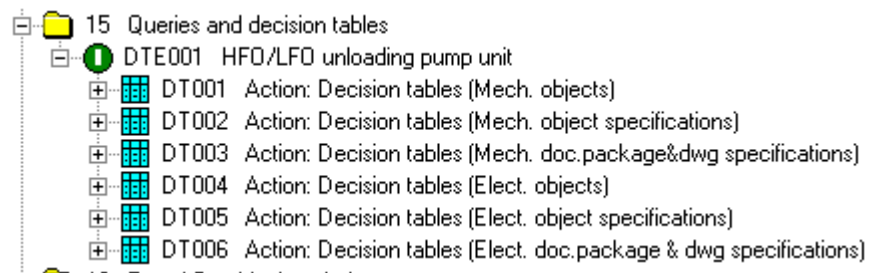 15 Queries and decision tables
DTE001 HFO/LFO unloading pump unit
DT001 Action: Decision tables (Mech. objects)
DT002 Action: Decision tables (Mech. object specifications)
DT003 Action: Decision tables (Mech. doc.package&dwg specifications)
DT004 Action: Decision tables (Elect. objects)
DT005 Action: Decision tables (Elect. object specifications)
DT006 Action: Decision tables (Elect. doc.package & dwg specifications)